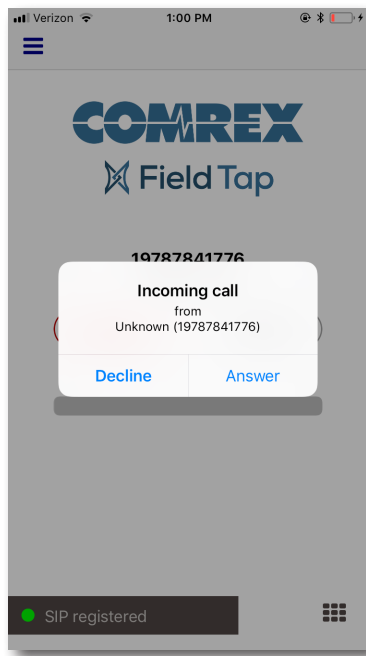 Verizon 1:00 PM
COMREX
Field Tap
19787841776
Incoming call
from
Unknown (19787841776)
Decline Answer
SIP registered